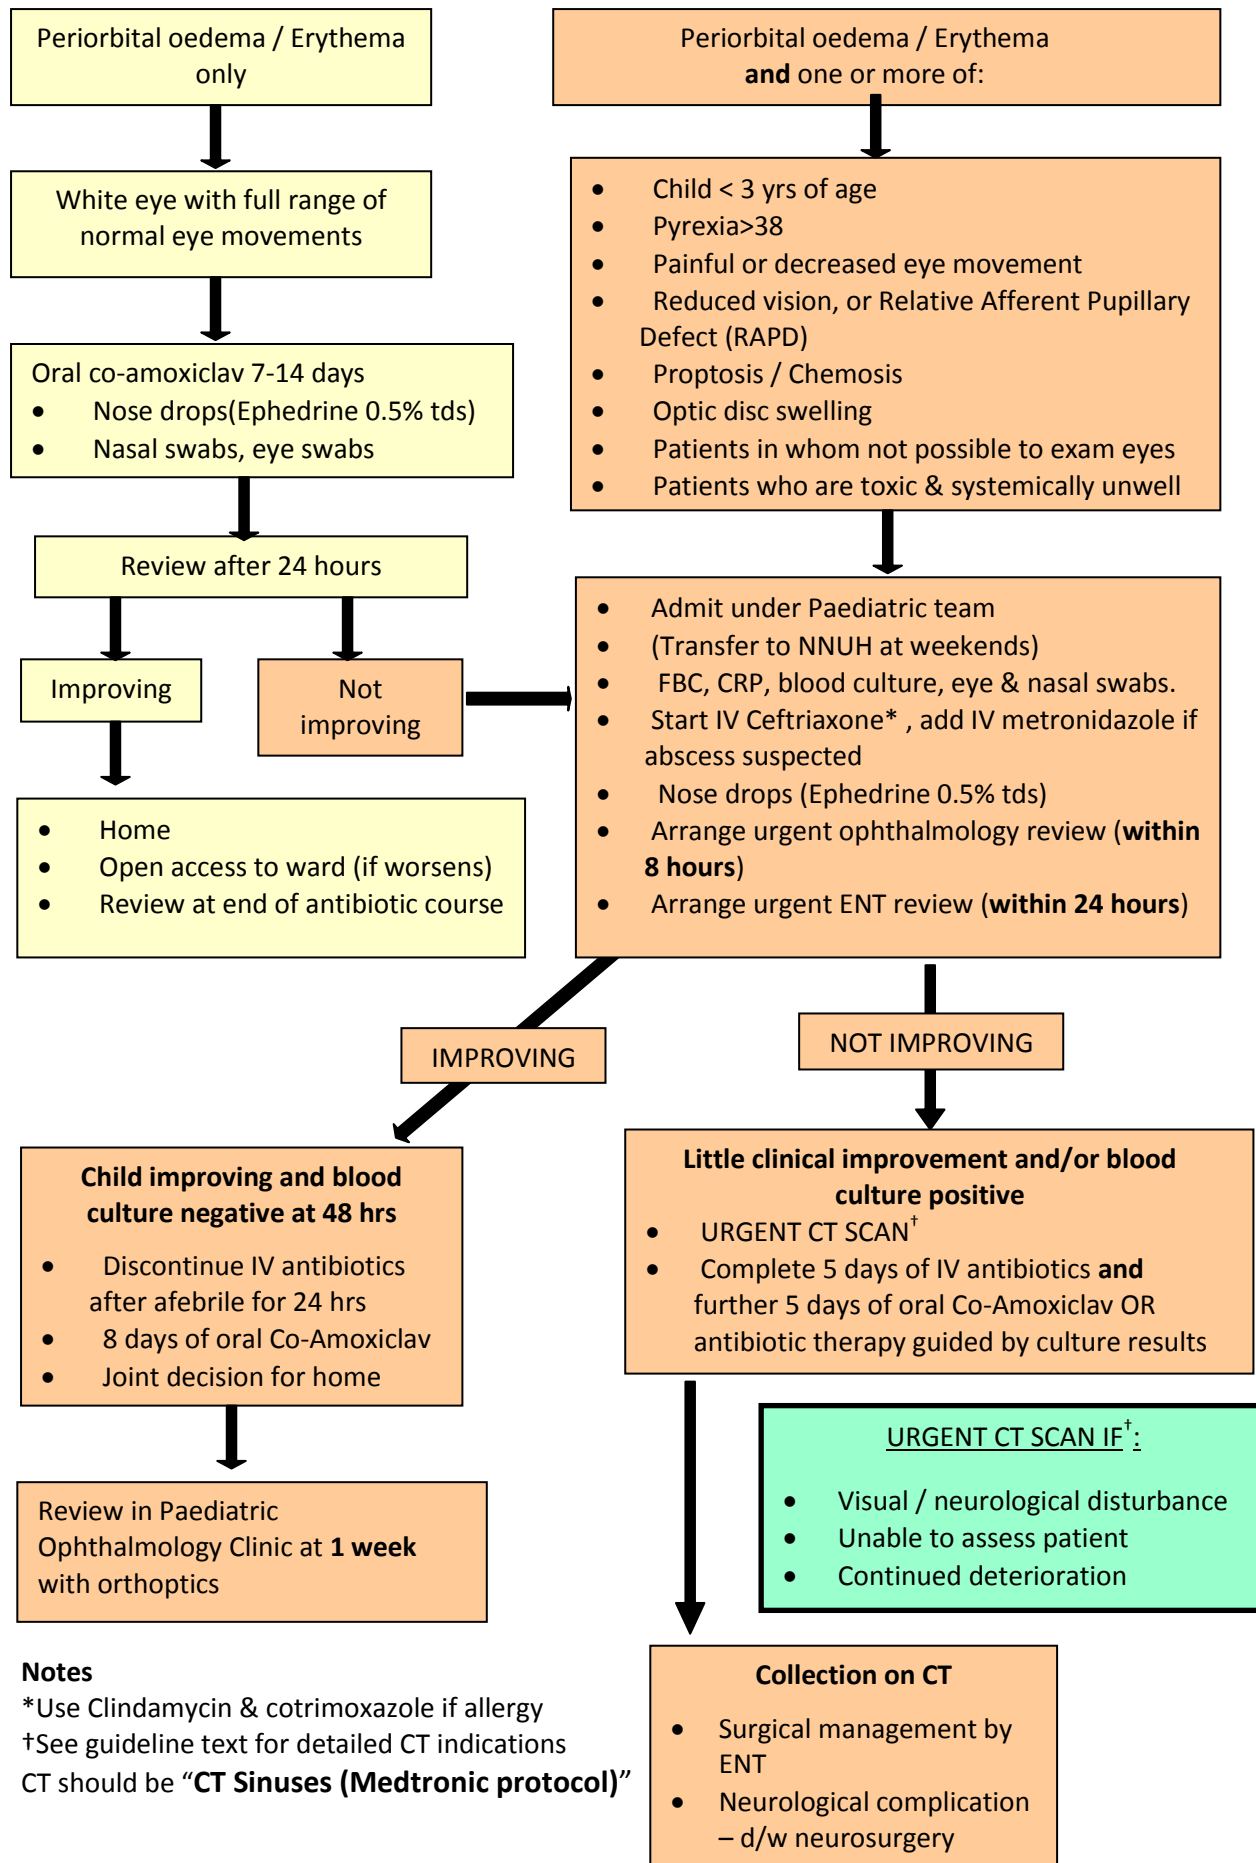 Periorbital oedema / Erythema
only
White eye with full range of
normal eye movements
Oral co-amoxiclav 7-14 days
• Nose drops(Ephedrine 0.5% tds)
• Nasal swabs, eye swabs
Review after 24 hours
Improving
Not
improving
• Home
• Open access to ward (if worsens)
• Review at end of antibiotic course
Periorbital oedema / Erythema
and one or more of:
• Child < 3 yrs of age
• Pyrexia>38
• Painful or decreased eye movement
• Reduced vision, or Relative Afferent Pupillary
Defect (RAPD)
• Proptosis / Chemosis
• Optic disc swelling
• Patients in whom not possible to exam eyes
• Patients who are toxic & systemically unwell
• Admit under Paediatric team
• (Transfer to NNUH at weekends)
• FBC, CRP, blood culture, eye & nasal swabs.
• Start IV Ceftriaxone* , add IV metronidazole if
abscess suspected
• Nose drops (Ephedrine 0.5% tds)
• Arrange urgent ophthalmology review (within
8 hours)
• Arrange urgent ENT review (within 24 hours)
IMPROVING
NOT IMPROVING
Child improving and blood
culture negative at 48 hrs
• Discontinue IV antibiotics
after afebrile for 24 hrs
• 8 days of oral Co-Amoxiclav
• Joint decision for home
Review in Paediatric
Ophthalmology Clinic at 1 week
with orthoptics
Little clinical improvement and/or blood
culture positive
• URGENT CT SCAN†
• Complete 5 days of IV antibiotics and
further 5 days of oral Co-Amoxiclav OR
antibiotic therapy guided by culture results
URGENT CT SCAN IF†:
• Visual / neurological disturbance
• Unable to assess patient
• Continued deterioration
Collection on CT
• Surgical management by
ENT
• Neurological complication
– d/w neurosurgery
Notes
*Use Clindamycin & cotrimoxazole if allergy
†See guideline text for detailed CT indications
CT should be “CT Sinuses (Medtronic protocol)”